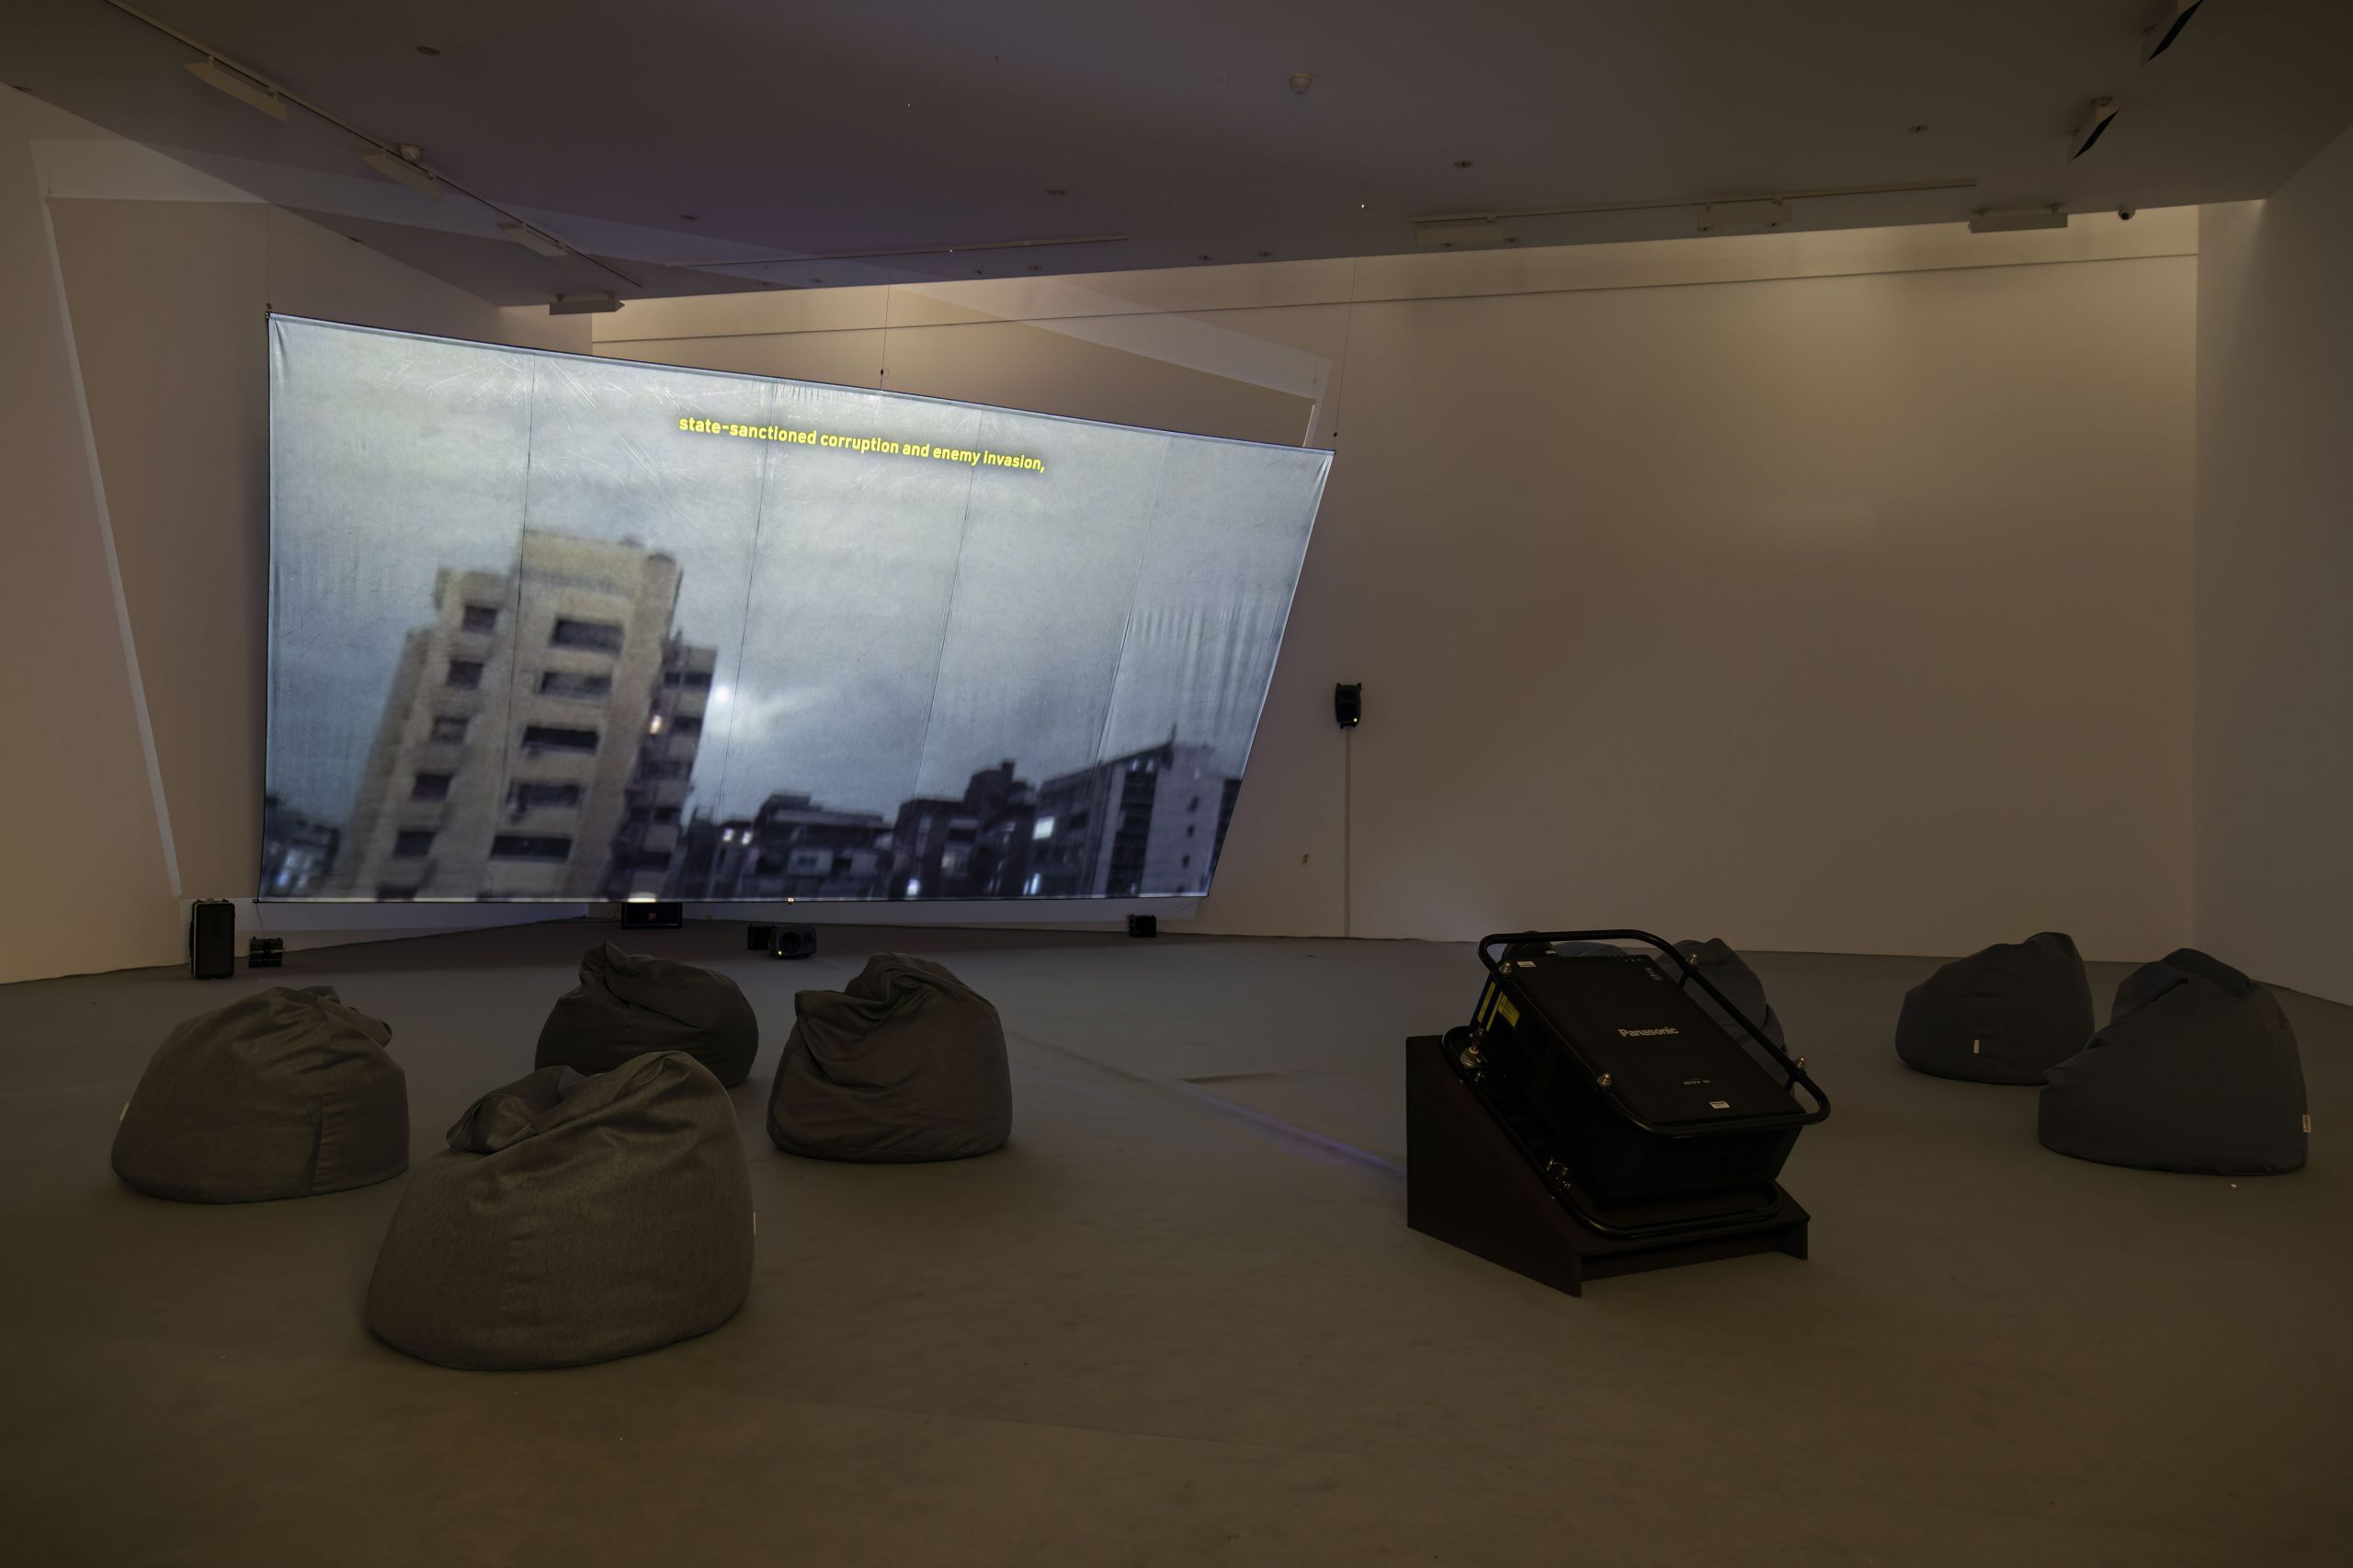 state-sanctioned corruption and enemy invasion,
Panasonic